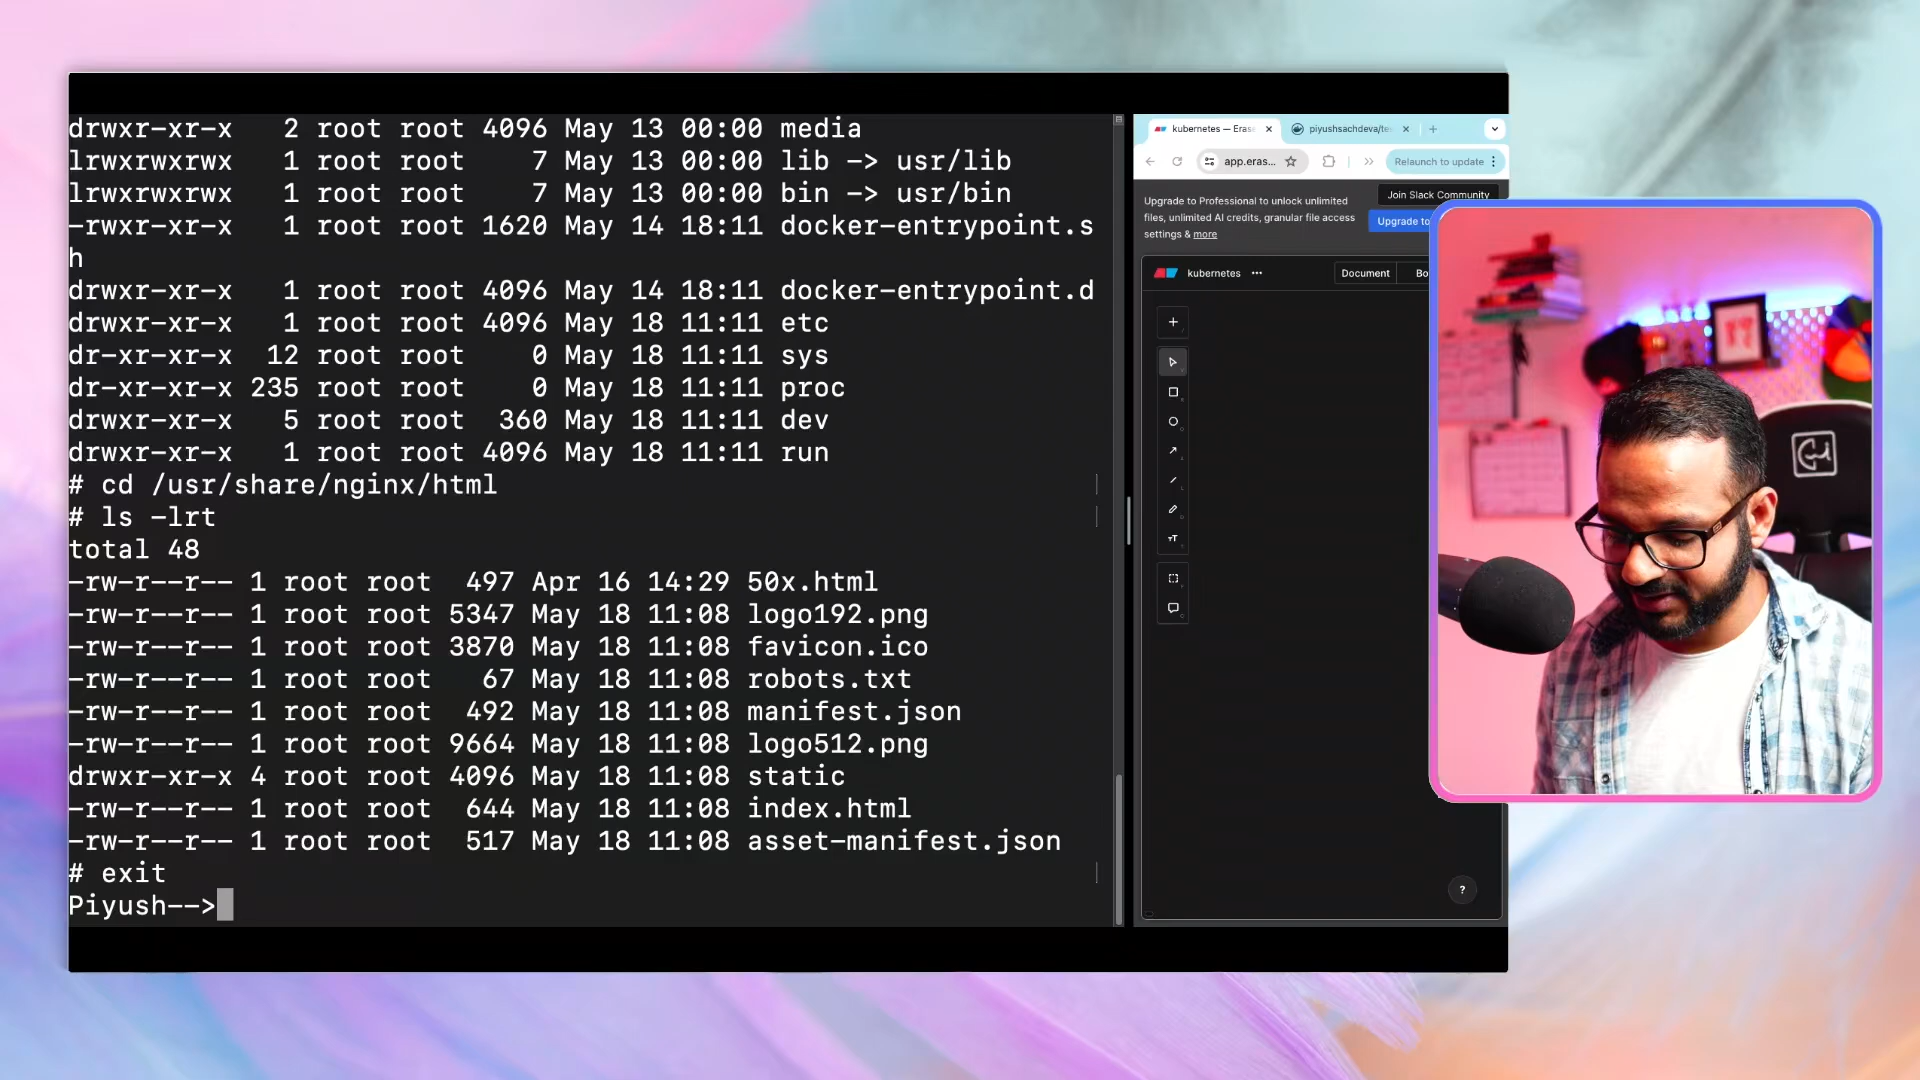 drwxr-xr-x   2 root root 4096 May 13 00:00 media
lrwxrwxrwx   1 root root    7 May 13 00:00 lib -> usr/lib
lrwxrwxrwx   1 root root    7 May 13 00:00 bin -> usr/bin
-rwxr-xr-x   1 root root 1620 May 14 18:11 docker-entrypoint.s
h
drwxr-xr-x   1 root root 4096 May 14 18:11 docker-entrypoint.d
drwxr-xr-x   1 root root 4096 May 18 11:11 etc
dr-xr-xr-x  12 root root    0 May 18 11:11 sys
dr-xr-xr-x 235 root root    0 May 18 11:11 proc
drwxr-xr-x   5 root root  360 May 18 11:11 dev
drwxr-xr-x   1 root root 4096 May 18 11:11 run
# cd /usr/share/nginx/html
# ls -lrt
total 48
-rw-r--r-- 1 root root  497 Apr 16 14:29 50x.html
-rw-r--r-- 1 root root 5347 May 18 11:08 logo192.png
-rw-r--r-- 1 root root 3870 May 18 11:08 favicon.ico
-rw-r--r-- 1 root root   67 May 18 11:08 robots.txt
-rw-r--r-- 1 root root  492 May 18 11:08 manifest.json
-rw-r--r-- 1 root root 9664 May 18 11:08 logo512.png
drwxr-xr-x 4 root root 4096 May 18 11:08 static
-rw-r--r-- 1 root root  644 May 18 11:08 index.html
-rw-r--r-- 1 root root  517 May 18 11:08 asset-manifest.json
# exit
Piyush-->
kubernetes — Eras
piyushsachdeva/te
app.eras...
Relaunch to update
Join Slack Community
Upgrade to Professional to unlock unlimited
files, unlimited AI credits, granular file access
settings & more
Upgrade to
kubernetes
Document
Bo
?